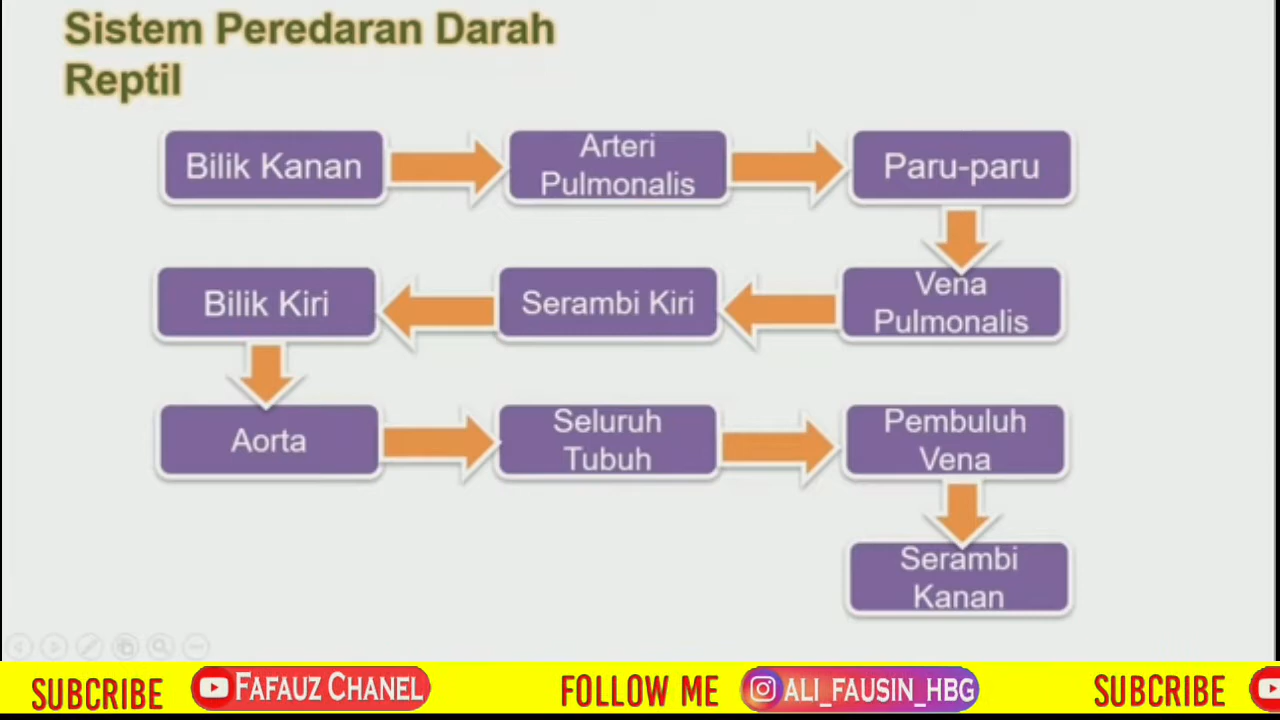 Sistem Peredaran Darah
Reptil
Bilik Kanan
Arteri
Pulmonalis
Paru-paru
Bilik Kiri
Serambi Kiri
Vena
Pulmonalis
Aorta
Seluruh
Tubuh
Pembuluh
Vena
Serambi
Kanan
SUBCRIBE FAFAUZ CHANEL FOLLOW ME ALI_FAUSIN_HBG SUBCRIBE